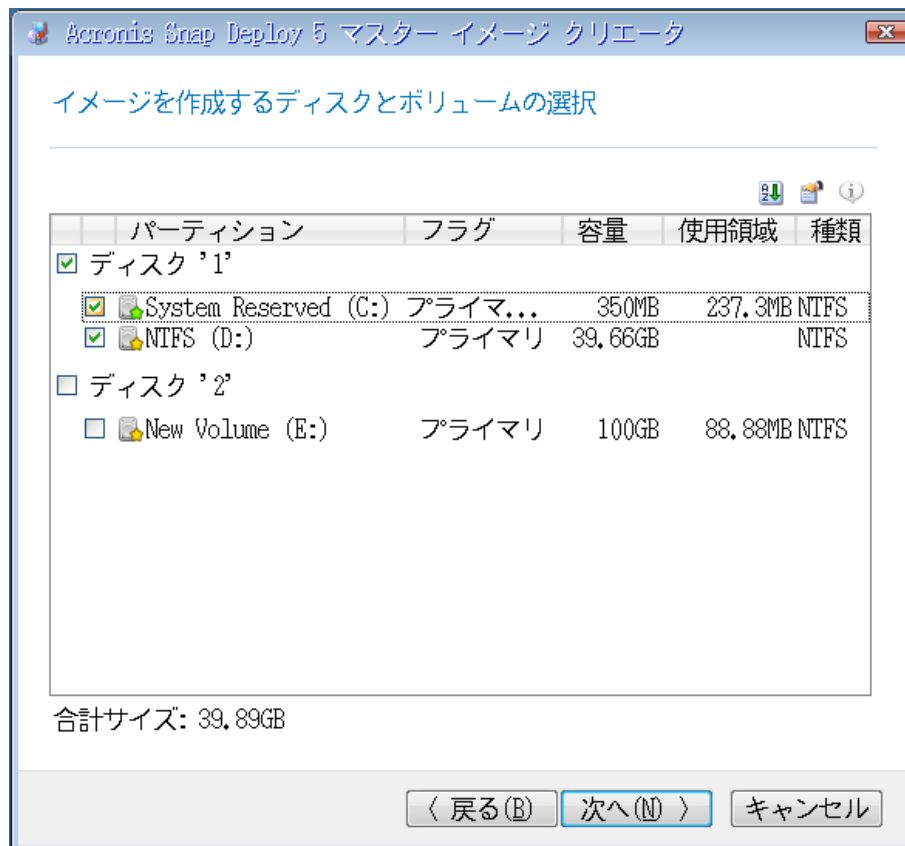 Acronis Snap Deploy 5 マスター イメージ クリエータ
イメージを作成するディスクとボリュームの選択
パーティション フラグ 容量 使用領域 種類
ディスク '1'
System Reserved (C:) プライマ... 350MB 237.3MB NTFS
NTFS (D:) プライマリ 39.66GB NTFS
ディスク '2'
New Volume (E:) プライマリ 100GB 88.88MB NTFS
合計サイズ: 39.89GB
< 戻る(B) 次へ(N) > キャンセル